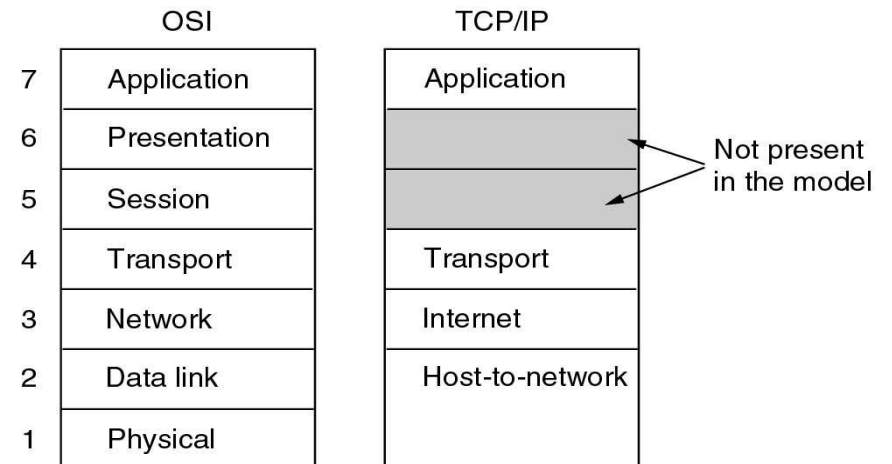 OSI TCP/IP
7 Application Application
6 Presentation
Not present
in the model
5 Session
4 Transport Transport
3 Network Internet
2 Data link Host-to-network
1 Physical